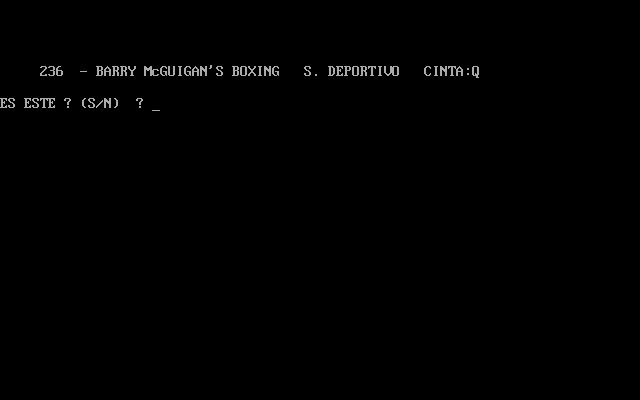 236  - BARRY McGUIGAN'S BOXING   S. DEPORTIVO   CINTA:Q
ES ESTE ? (S/N)  ? _